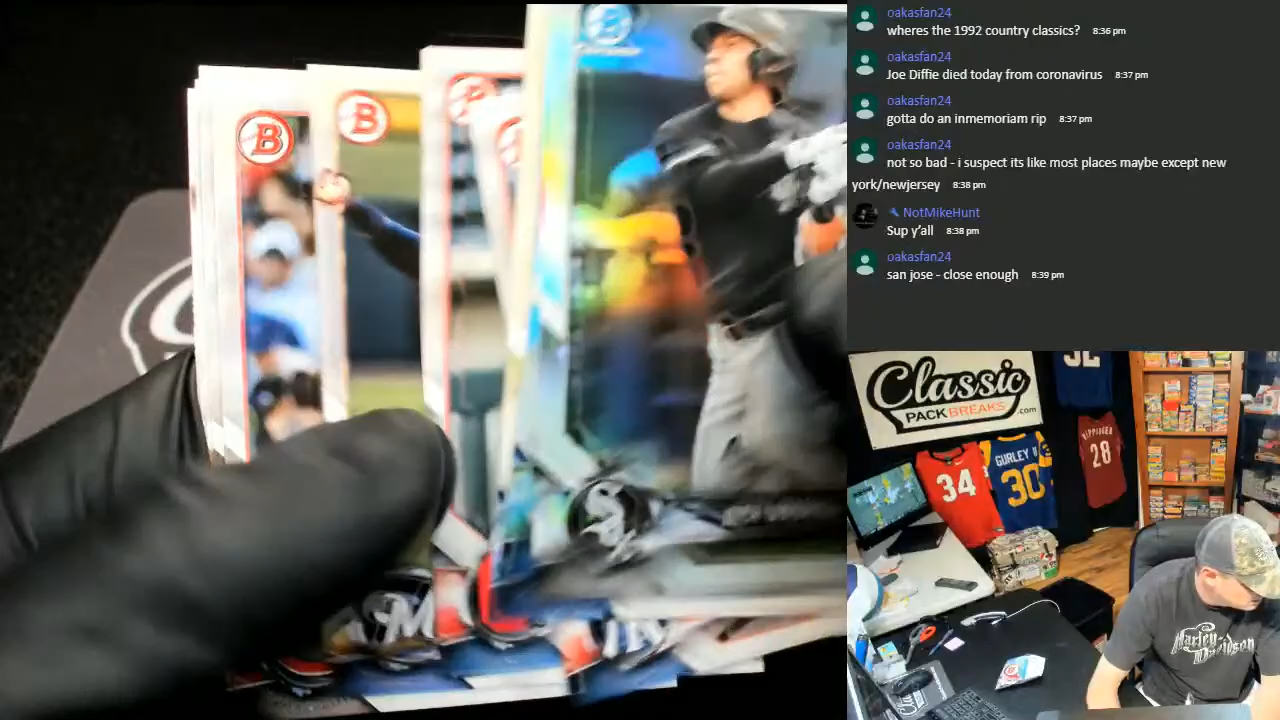 oakasfan24
wheres the 1992 country classics? 8:36 pm
oakasfan24
Joe Diffie died today from coronavirus 8:37 pm
oakasfan24
gotta do an inmemoriam rip 8:37 pm
oakasfan24
not so bad - i suspect its like most places maybe except new
york/newjersey 8:38 pm
NotMikeHunt
Sup y'all 8:38 pm
oakasfan24
san jose - close enough 8:39 pm
B
B
M
Classic
PACKBREAKS.com
34
GURLEY II
30
28
Harley
Davidson